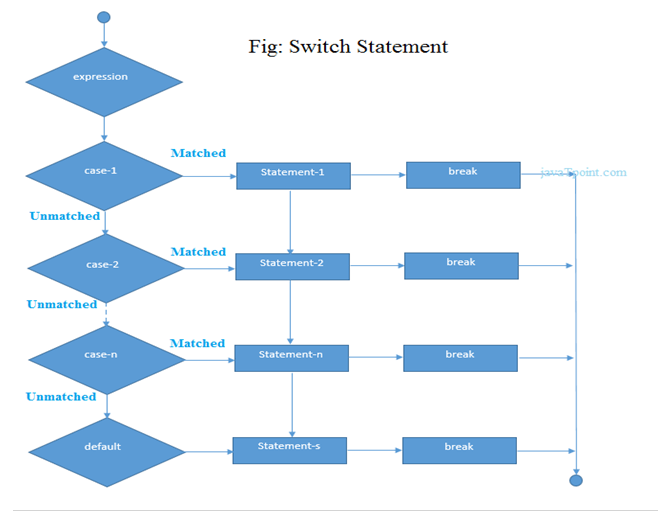 Fig: Switch Statement
expression
Matched
case-1
Statement-1
break
javaTpoint.com
Unmatched
Matched
case-2
Statement-2
break
Unmatched
Matched
case-n
Statement-n
break
Unmatched
default
Statement-s
break